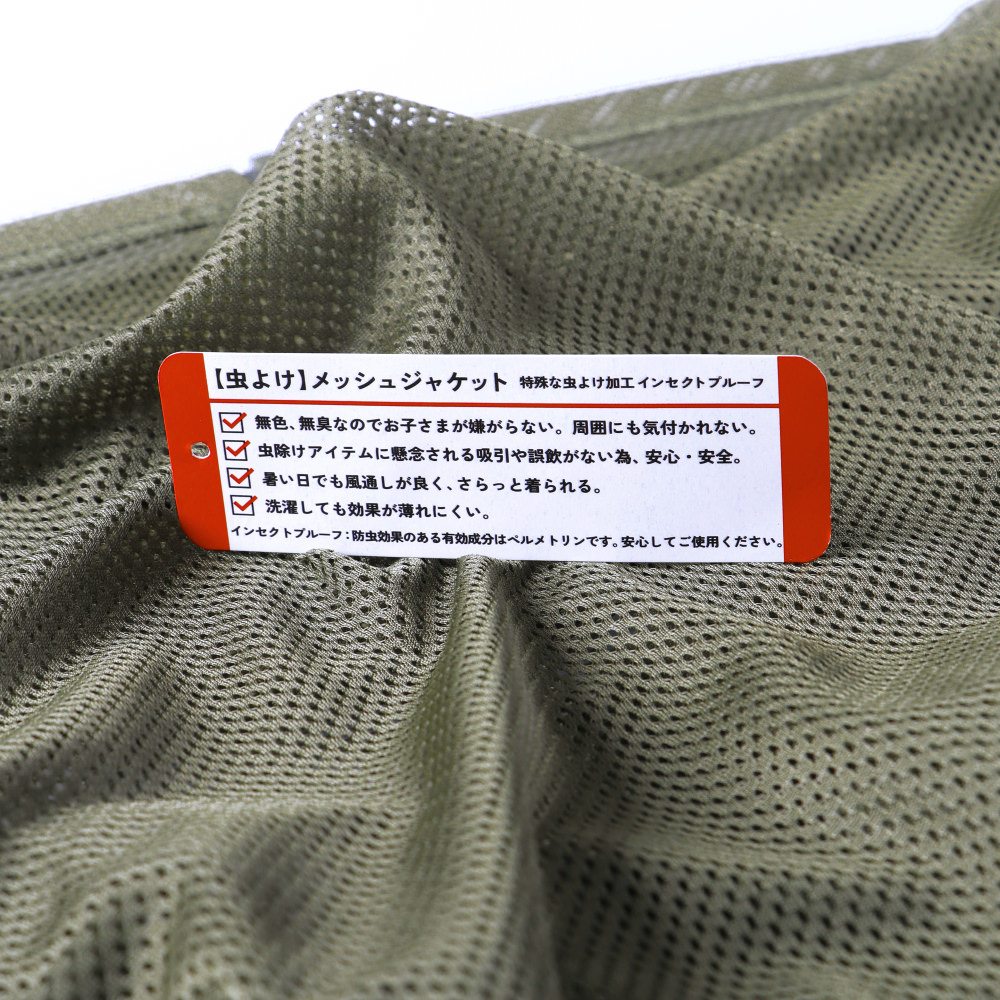 【虫よけ】メッシュジャケット 特殊な虫よけ加工 インセクトプルーフ
無色、無臭なのでお子さまが嫌がらない。周囲にも気付かれない。
虫除けアイテムに懸念される吸引や誤飲がない為、安心・安全。
暑い日でも風通しが良く、さらっと着られる。
洗濯しても効果が薄れにくい。
インセクトプルーフ：防虫効果のある有効成分はペルメトリンです。安心してご使用ください。